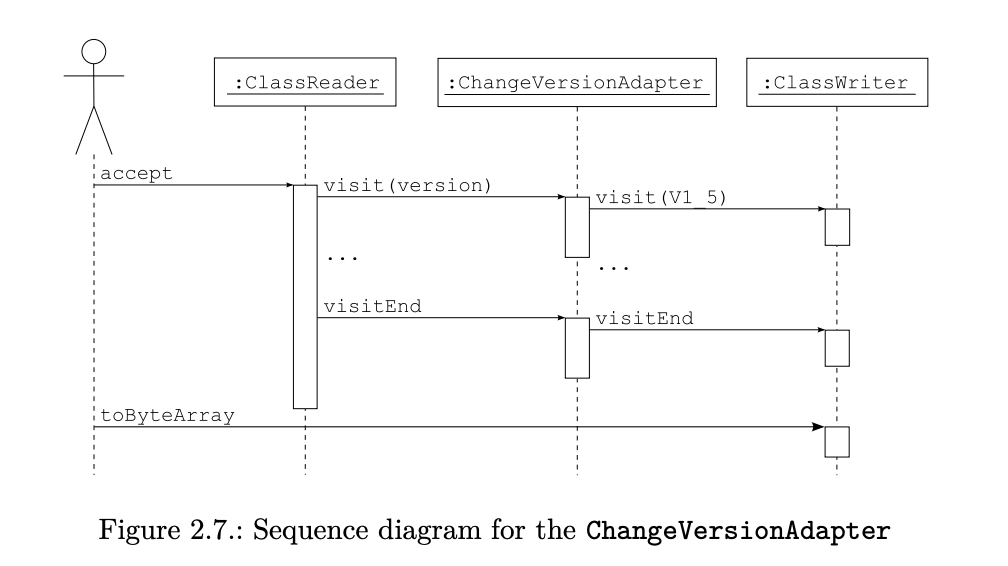 :ClassReader
:ChangeVersionAdapter
:ClassWriter
accept
visit(version)
visit(V1_5)
...
...
visitEnd
visitEnd
toByteArray
Figure 2.7.: Sequence diagram for the ChangeVersionAdapter